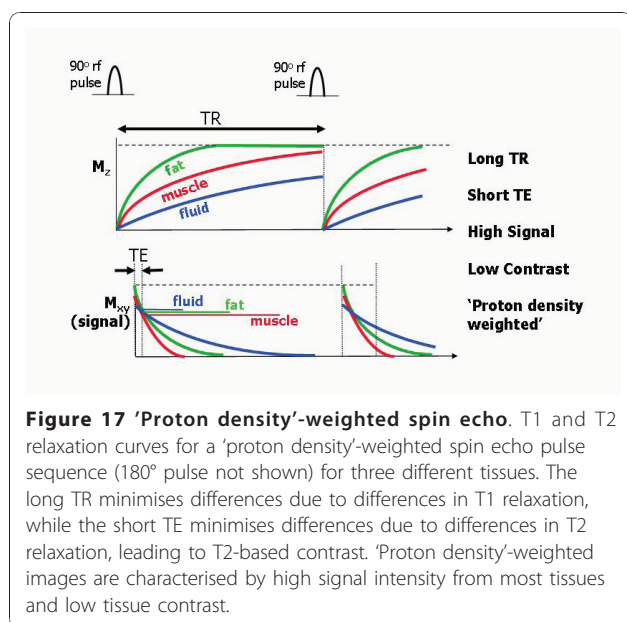 90° rf
pulse
90° rf
pulse
TR
Mz
fat
muscle
fluid
Long TR
Short TE
High Signal
Low Contrast
'Proton density
weighted'
TE
Mxy
(signal)
fluid
fat
muscle
Figure 17 'Proton density'-weighted spin echo. T1 and T2
relaxation curves for a 'proton density'-weighted spin echo pulse
sequence (180° pulse not shown) for three different tissues. The
long TR minimises differences due to differences in T1 relaxation,
while the short TE minimises differences due to differences in T2
relaxation, leading to T2-based contrast. 'Proton density'-weighted
images are characterised by high signal intensity from most tissues
and low tissue contrast.